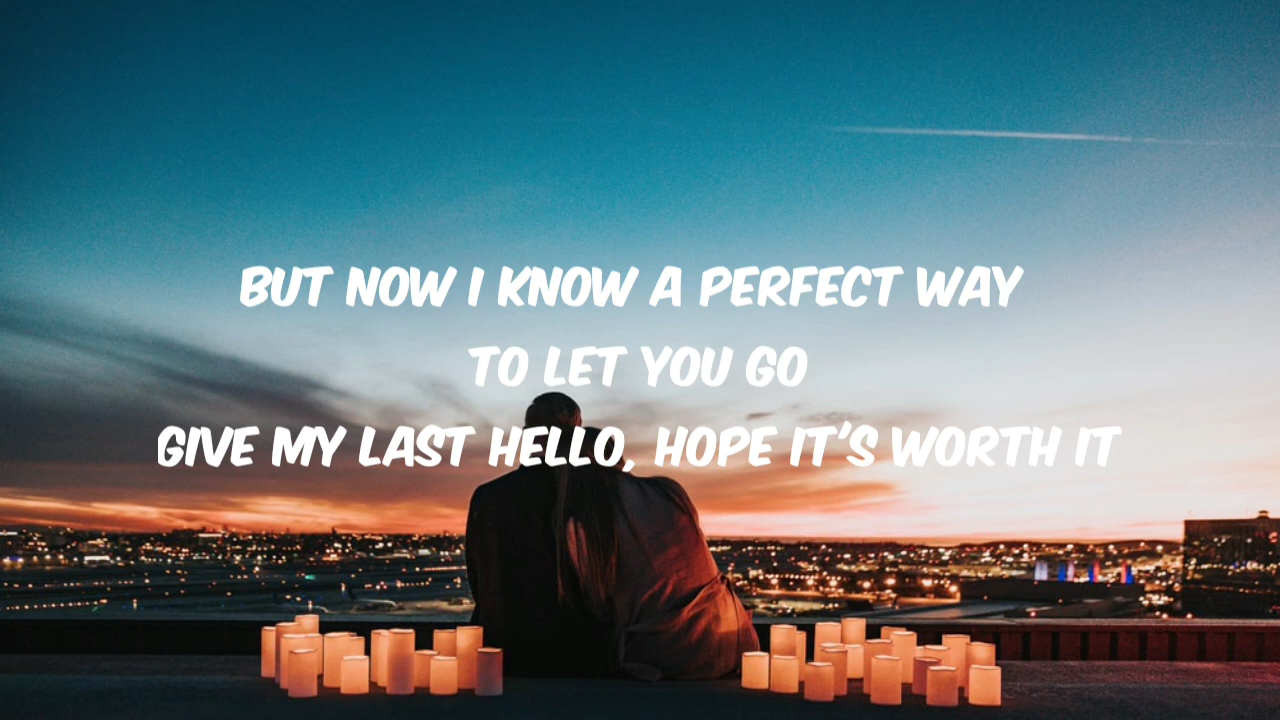 BUT NOW I KNOW A PERFECT WAY
TO LET YOU GO
GIVE MY LAST HELLO, HOPE IT'S WORTH IT